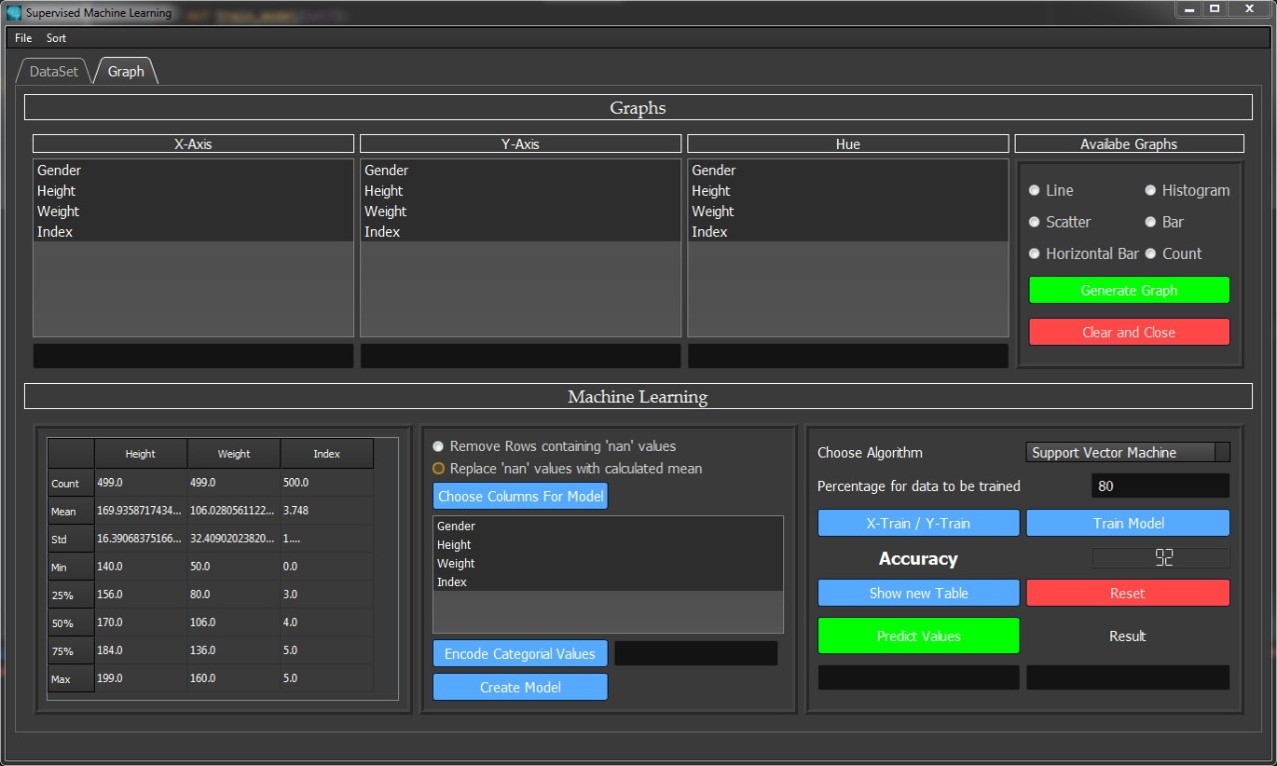 Supervised Machine Learning
File Sort
DataSet Graph
Graphs
X-Axis Y-Axis Hue Availabe Graphs
Gender Gender Gender
Height Height Height
Weight Weight Weight
Index Index Index
Line Histogram
Scatter Bar
Horizontal Bar Count
Generate Graph
Clear and Close
Machine Learning
Height Weight Index
Count 499.0 499.0 500.0
Mean 169.9358717434... 106.0280561122... 3.748
Std 16.39068375166... 32.40902023820... 1....
Min 140.0 50.0 0.0
25% 156.0 80.0 3.0
50% 170.0 106.0 4.0
75% 184.0 136.0 5.0
Max 199.0 160.0 5.0
Remove Rows containing 'nan' values
Replace 'nan' values with calculated mean
Choose Columns For Model
Gender
Height
Weight
Index
Encode Categorial Values
Create Model
Choose Algorithm Support Vector Machine
Percentage for data to be trained 80
X-Train / Y-Train Train Model
Accuracy 92
Show new Table Reset
Predict Values Result